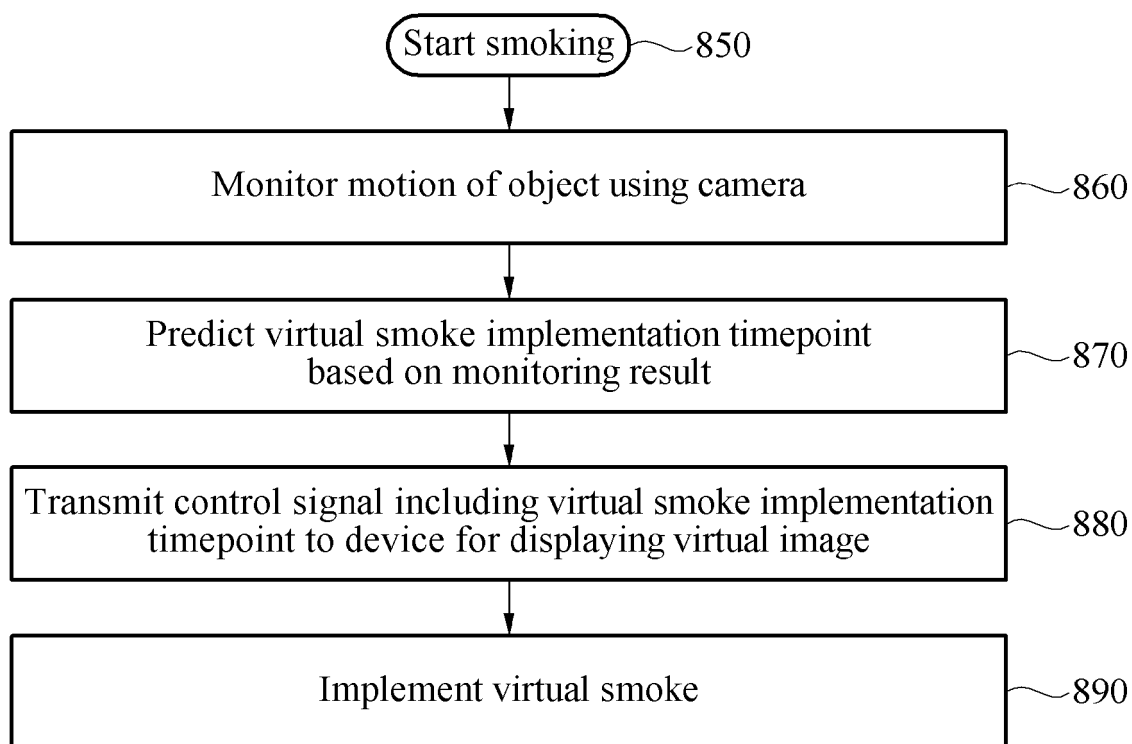 Start smoking
850
Monitor motion of object using camera
860
Predict virtual smoke implementation timepoint
based on monitoring result
870
Transmit control signal including virtual smoke implementation
timepoint to device for displaying virtual image
880
Implement virtual smoke
890